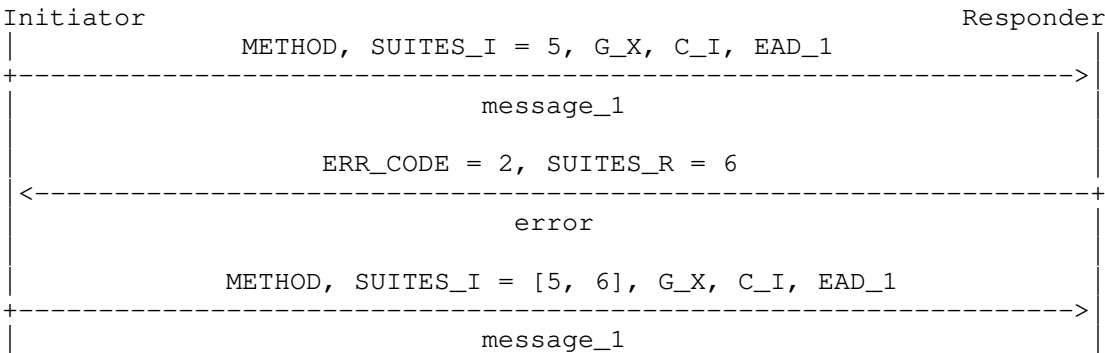 Initiator Responder
METHOD, SUITES_I = 5, G_X, C_I, EAD_1
message_1
ERR_CODE = 2, SUITES_R = 6
error
METHOD, SUITES_I = [5, 6], G_X, C_I, EAD_1
message_1